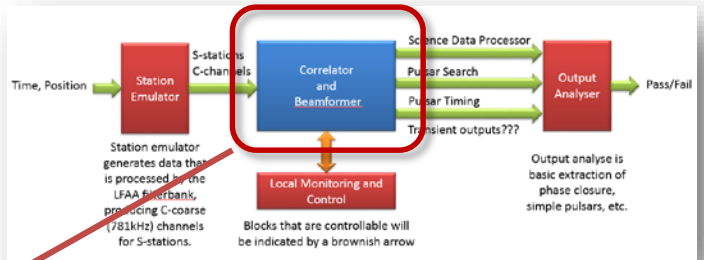 Time, Position
Station
Emulator
S-stations
C-channels
Correlator
and
Beamformer
Science Data Processor
Pulsar Search
Pulsar Timing
Transient outputs???
Output
Analyser
Pass/Fail
Station emulator
generates data that
is processed by the
LFAA filterbank,
producing C-coarse
(781kHz) channels
for S-stations.
Local Monitoring and
Control
Blocks that are controllable will
be indicated by a brownish arrow
Output analyse is
basic extraction of
phase closure,
simple pulsars, etc.